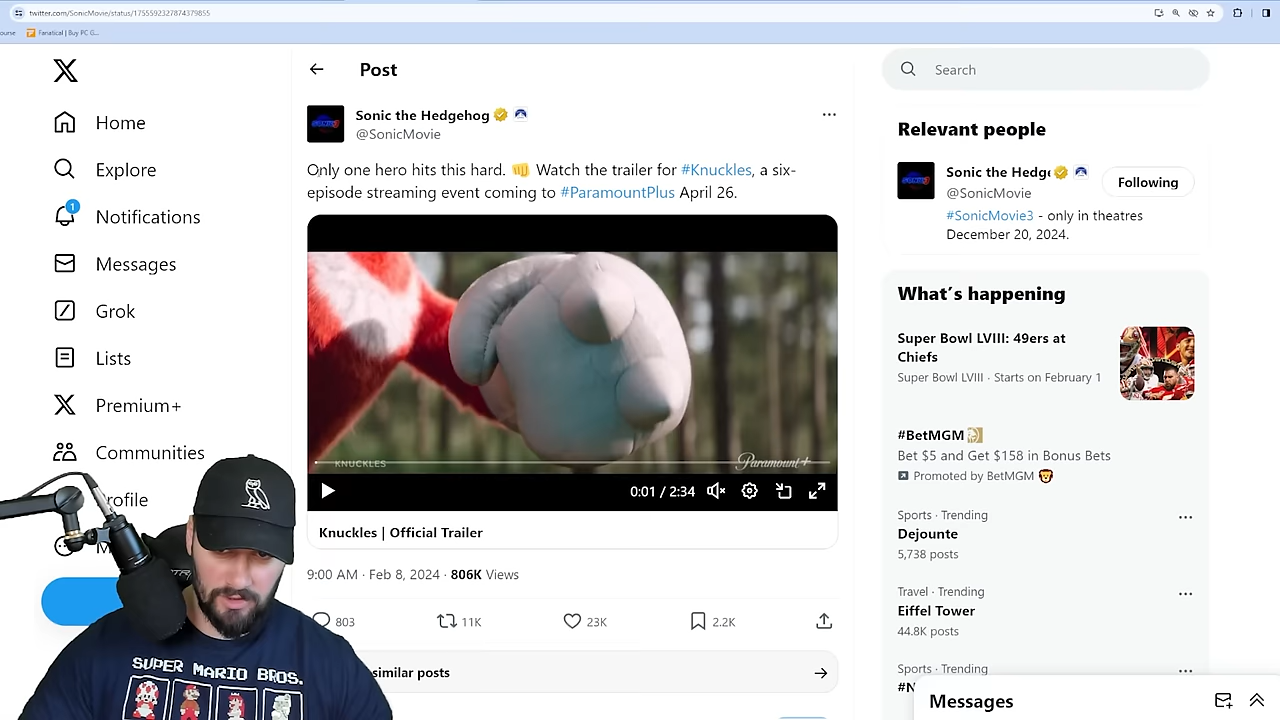 twitter.com/SonicMovie/status/1755592327874379855
ourse
Fanatical | Buy PC G...
Home
Explore
1
Notifications
Messages
Grok
Lists
Premium+
Communities
rofile
Post
Sonic the Hedgehog
@SonicMovie
Only one hero hits this hard. 👊 Watch the trailer for #Knuckles, a six-
episode streaming event coming to #ParamountPlus April 26.
KNUCKLES
Paramount+
0:01 / 2:34
Knuckles | Official Trailer
9:00 AM · Feb 8, 2024 · 806K Views
803
11K
23K
2.2K
similar posts
SUPER MARIO BROS.
Search
Relevant people
Sonic the Hedge
@SonicMovie
Following
#SonicMovie3 - only in theatres
December 20, 2024.
What's happening
Super Bowl LVIII: 49ers at
Chiefs
Super Bowl LVIII · Starts on February 1
#BetMGM
Bet $5 and Get $158 in Bonus Bets
Promoted by BetMGM
Sports · Trending
Dejounte
5,738 posts
Travel · Trending
Eiffel Tower
44.8K posts
Sports · Trending
#N
Messages